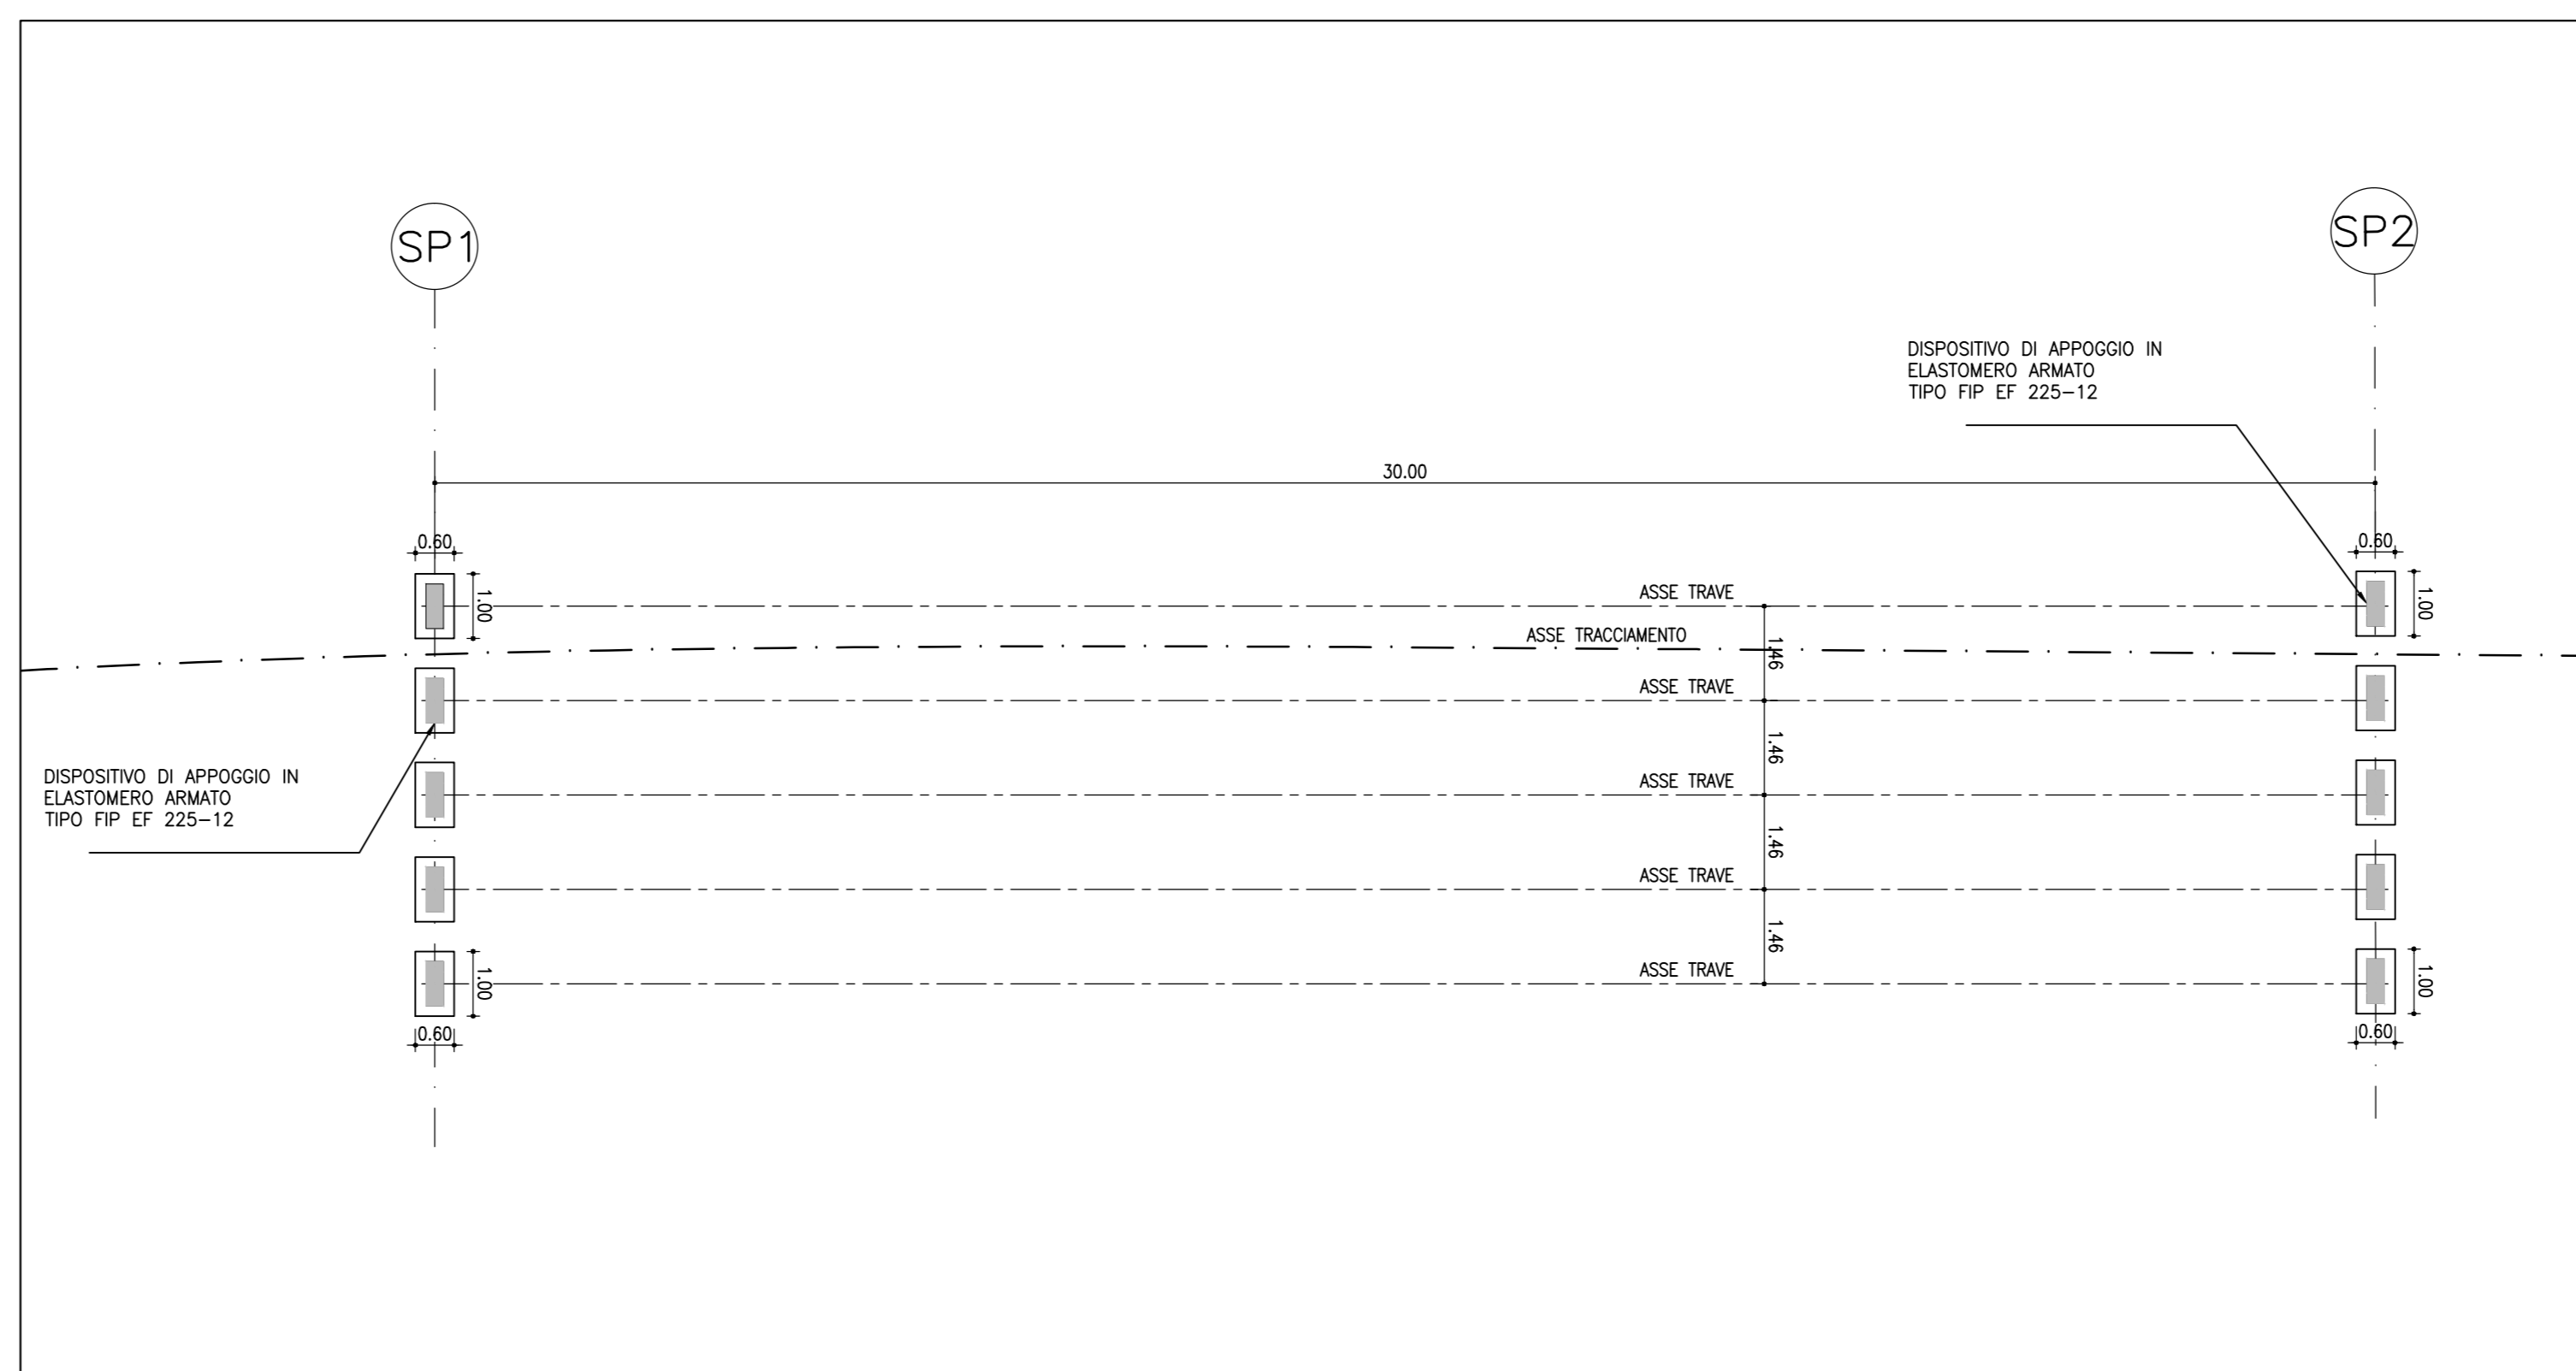 SP1
SP2
DISPOSITIVO DI APPOGGIO IN
ELASTOMERO ARMATO
TIPO FIP EF 225-12
30.00
0.60
0.60
1.00
ASSE TRAVE
1.00
ASSE TRACCIAMENTO
1.46
ASSE TRAVE
1.46
DISPOSITIVO DI APPOGGIO IN
ELASTOMERO ARMATO
TIPO FIP EF 225-12
ASSE TRAVE
1.46
ASSE TRAVE
1.46
1.00
ASSE TRAVE
1.00
0.60
0.60